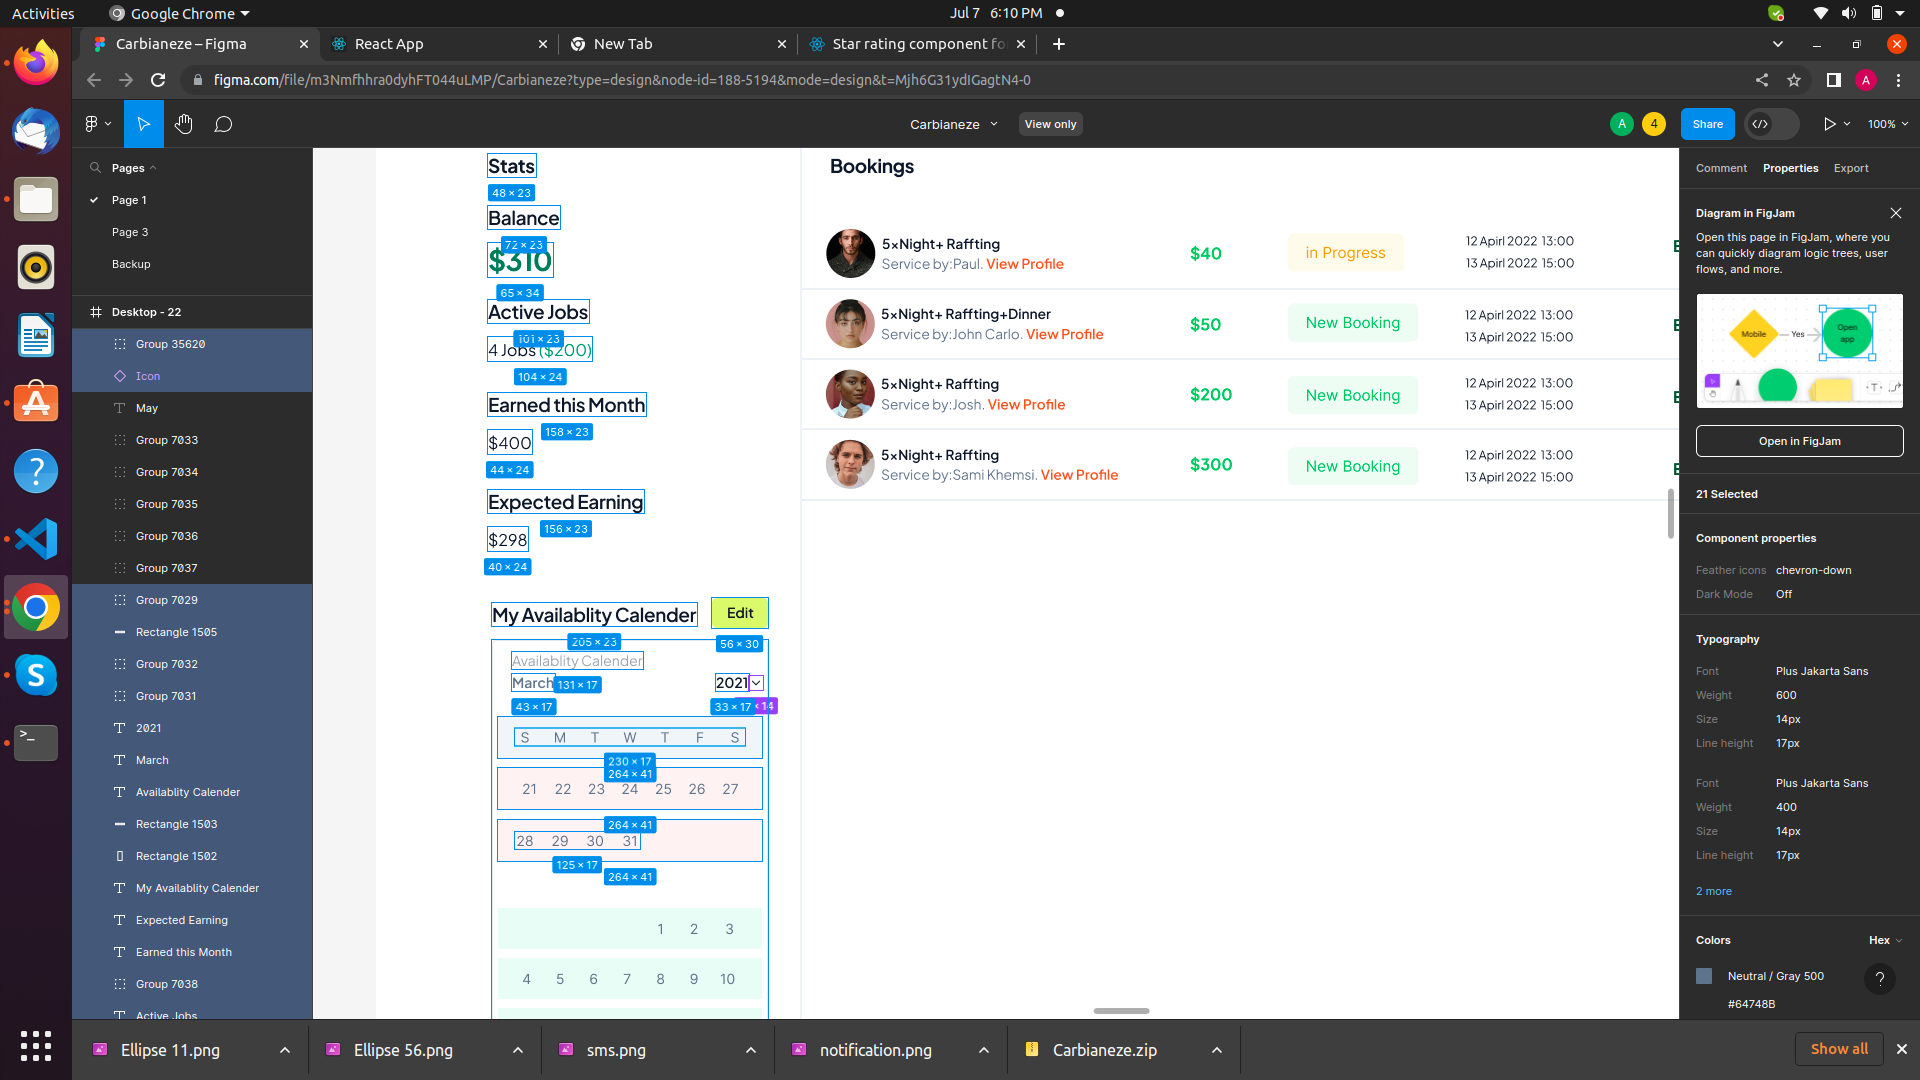 Activities
Google Chrome
Jul 7 6:10 PM
Carbianeze – Figma
React App
New Tab
Star rating component fo
figma.com/file/m3Nmfhhra0dyhFT044uLMP/Carbianeze?type=design&node-id=188-5194&mode=design&t=Mjh6G31ydIGagtN4-0
A
Carbianeze
View only
A
4
Share
100%
Pages
Page 1
Page 3
Backup
Desktop - 22
Group 35620
Icon
May
Group 7033
Group 7034
Group 7035
Group 7036
Group 7037
Group 7029
Rectangle 1505
Group 7032
Group 7031
2021
March
Availablity Calender
Rectangle 1503
Rectangle 1502
My Availablity Calender
Expected Earning
Earned this Month
Group 7038
Active Jobs
Stats
48 × 23
Balance
72 × 23
$310
65 × 34
Active Jobs
101 × 23
4 Jobs ($200)
104 × 24
Earned this Month
158 × 23
$400
44 × 24
Expected Earning
156 × 23
$298
40 × 24
My Availablity Calender
Edit
205 × 23
56 × 30
Availablity Calender
March
131 × 17
2021
43 × 17
33 × 17
× 14
S M T W T F S
230 × 17
264 × 41
21 22 23 24 25 26 27
264 × 41
28 29 30 31
125 × 17
264 × 41
1 2 3
4 5 6 7 8 9 10
Bookings
5×Night+ Raffting
Service by:Paul. View Profile
$40
in Progress
12 Apirl 2022 13:00
13 Apirl 2022 15:00
5×Night+ Raffting+Dinner
Service by:John Carlo. View Profile
$50
New Booking
12 Apirl 2022 13:00
13 Apirl 2022 15:00
5×Night+ Raffting
Service by:Josh. View Profile
$200
New Booking
12 Apirl 2022 13:00
13 Apirl 2022 15:00
5×Night+ Raffting
Service by:Sami Khemsi. View Profile
$300
New Booking
12 Apirl 2022 13:00
13 Apirl 2022 15:00
Comment
Properties
Export
Diagram in FigJam
Open this page in FigJam, where you
can quickly diagram logic trees, user
flows, and more.
Mobile
Yes
Open
app
Open in FigJam
21 Selected
Component properties
Feather icons chevron-down
Dark Mode Off
Typography
Font Plus Jakarta Sans
Weight 600
Size 14px
Line height 17px
Font Plus Jakarta Sans
Weight 400
Size 14px
Line height 17px
2 more
Colors
Hex
Neutral / Gray 500
#64748B
?
Ellipse 11.png
Ellipse 56.png
sms.png
notification.png
Carbianeze.zip
Show all